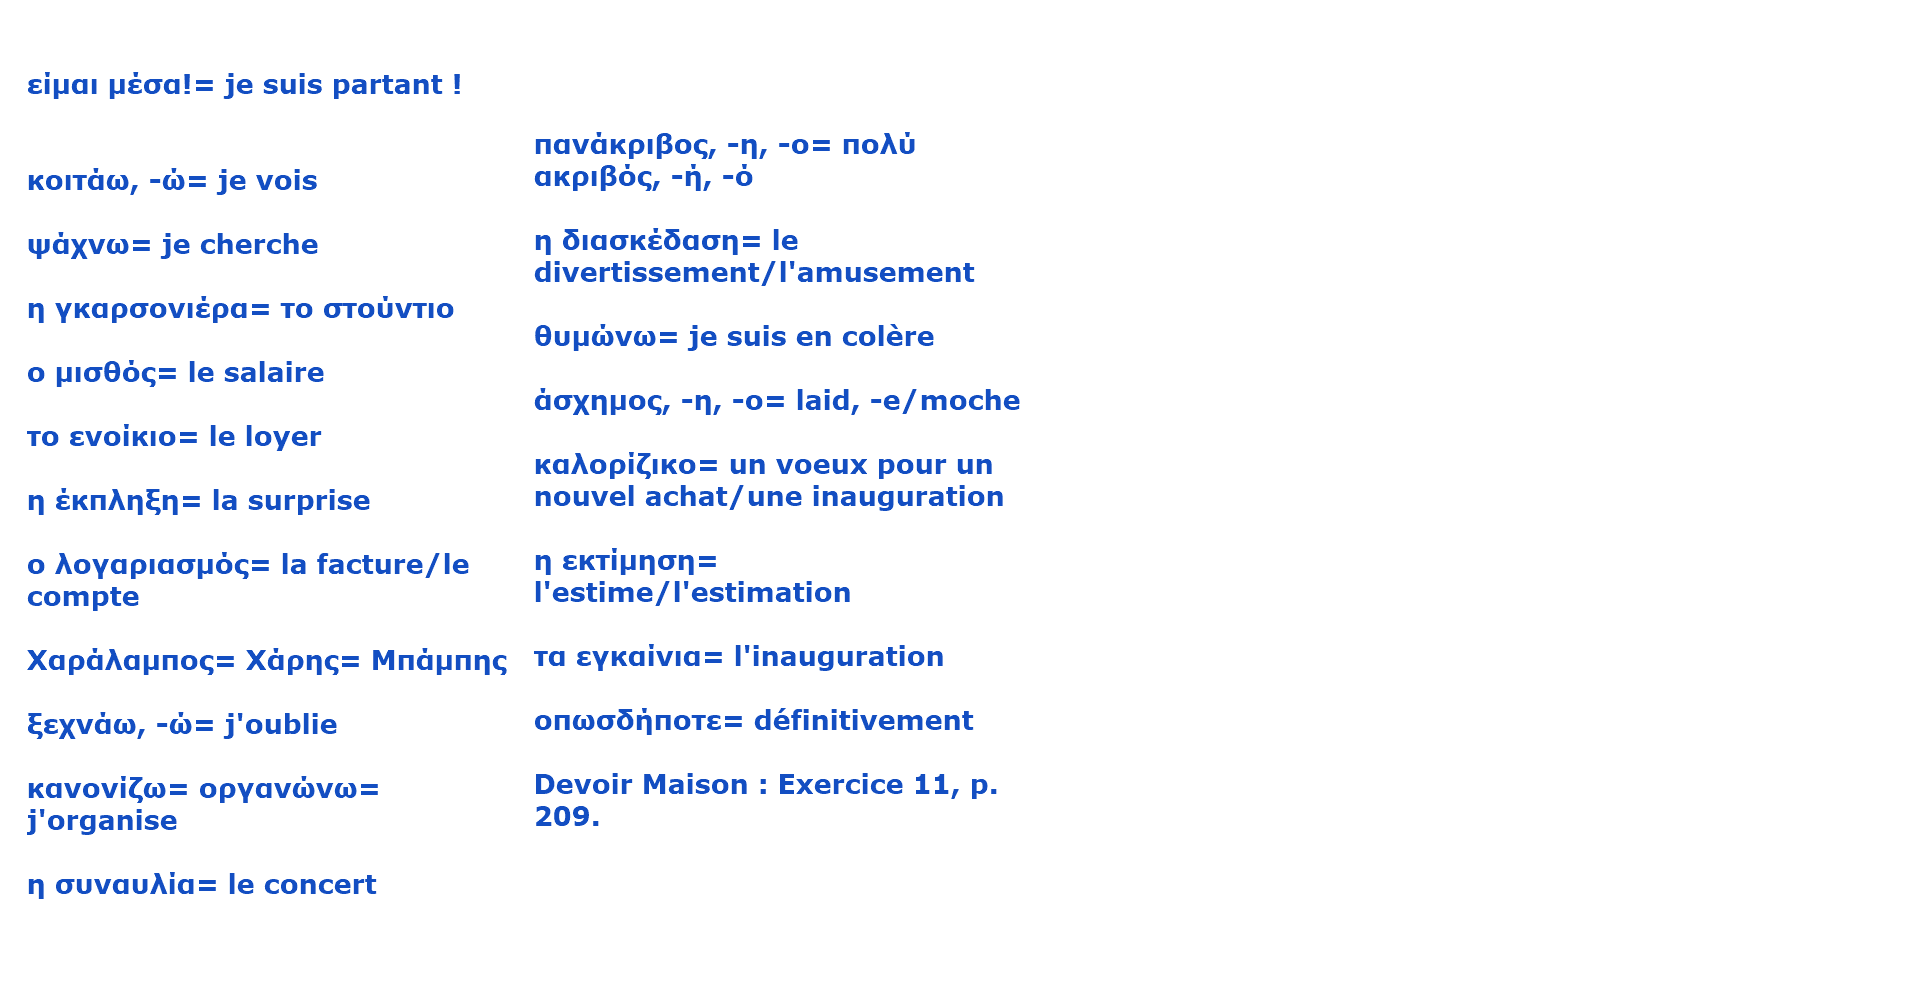 είμαι μέσα!= je suis partant !
κοιτάω, -ώ= je vois
ψάχνω= je cherche
η γκαρσονιέρα= το στούντιο
ο μισθός= le salaire
το ενοίκιο= le loyer
η έκπληξη= la surprise
ο λογαριασμός= la facture/le
compte
Χαράλαμπος= Χάρης= Μπάμπης
ξεχνάω, -ώ= j'oublie
κανονίζω= οργανώνω=
j'organise
η συναυλία= le concert
πανάκριβος, -η, -ο= πολύ
ακριβός, -ή, -ό
η διασκέδαση= le
divertissement/l'amusement
θυμώνω= je suis en colère
άσχημος, -η, -ο= laid, -e/moche
καλορίζικο= un voeux pour un
nouvel achat/une inauguration
η εκτίμηση=
l'estime/l'estimation
τα εγκαίνια= l'inauguration
οπωσδήποτε= définitivement
Devoir Maison : Exercice 11, p.
209.